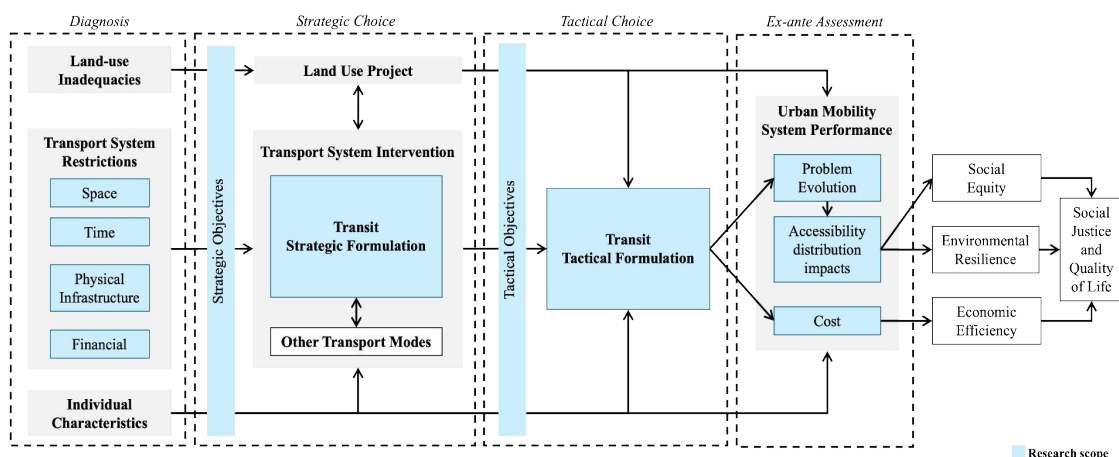 Diagnosis
Strategic Choice
Tactical Choice
Ex-ante Assessment
Land-use
Inadequacies
Transport System
Restrictions
Space
Time
Physical
Infrastructure
Financial
Individual
Characteristics
Strategic Objectives
Land Use Project
Transport System Intervention
Transit
Strategic Formulation
Other Transport Modes
Tactical Objectives
Transit
Tactical Formulation
Urban Mobility
System Performance
Problem
Evolution
Accessibility
distribution
impacts
Cost
Social
Equity
Environmental
Resilience
Economic
Efficiency
Social
Justice
and
Quality
of Life
Research scope